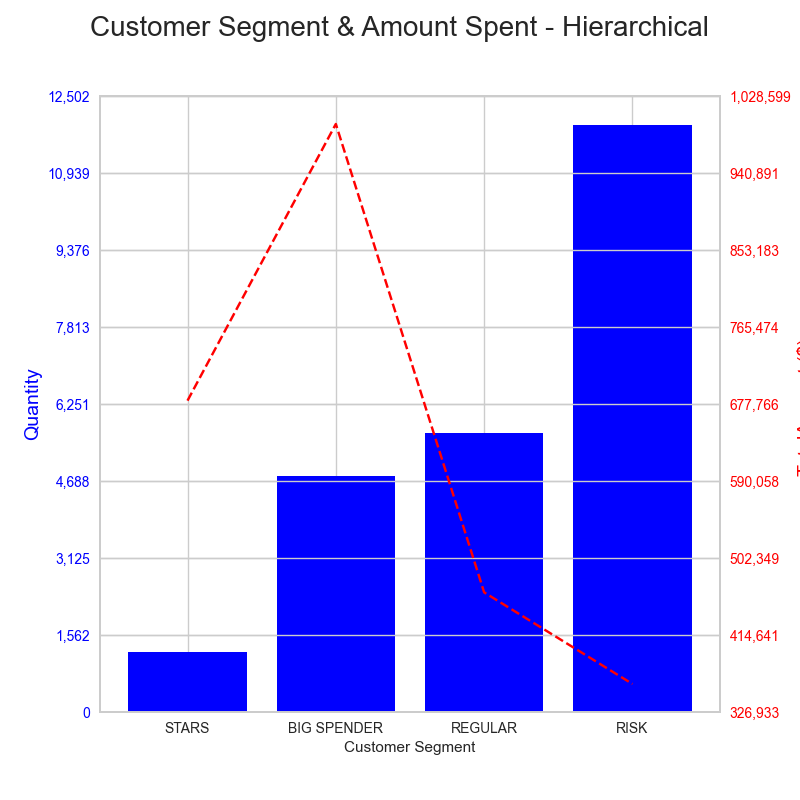 Customer Segment & Amount Spent - Hierarchical
12,502
10,939
9,376
7,813
6,251
4,688
3,125
1,562
0
Quantity
1,028,599
940,891
853,183
765,474
677,766
590,058
502,349
414,641
326,933
STARS
BIG SPENDER
REGULAR
RISK
Customer Segment